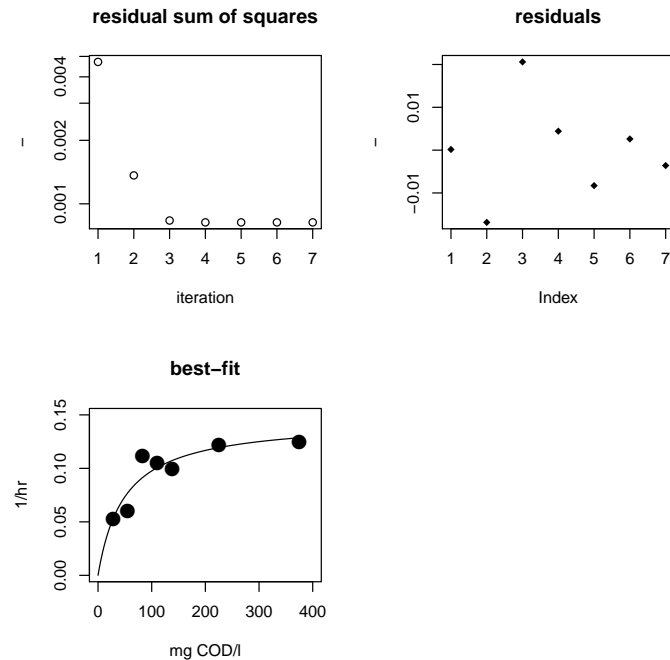 residual sum of squares
−
0.004
0.002
0.001
1 2 3 4 5 6 7
iteration
residuals
−
0.01
−0.01
1 2 3 4 5 6 7
Index
best−fit
1/hr
0.15
0.10
0.05
0.00
0 100 200 300 400
mg COD/l